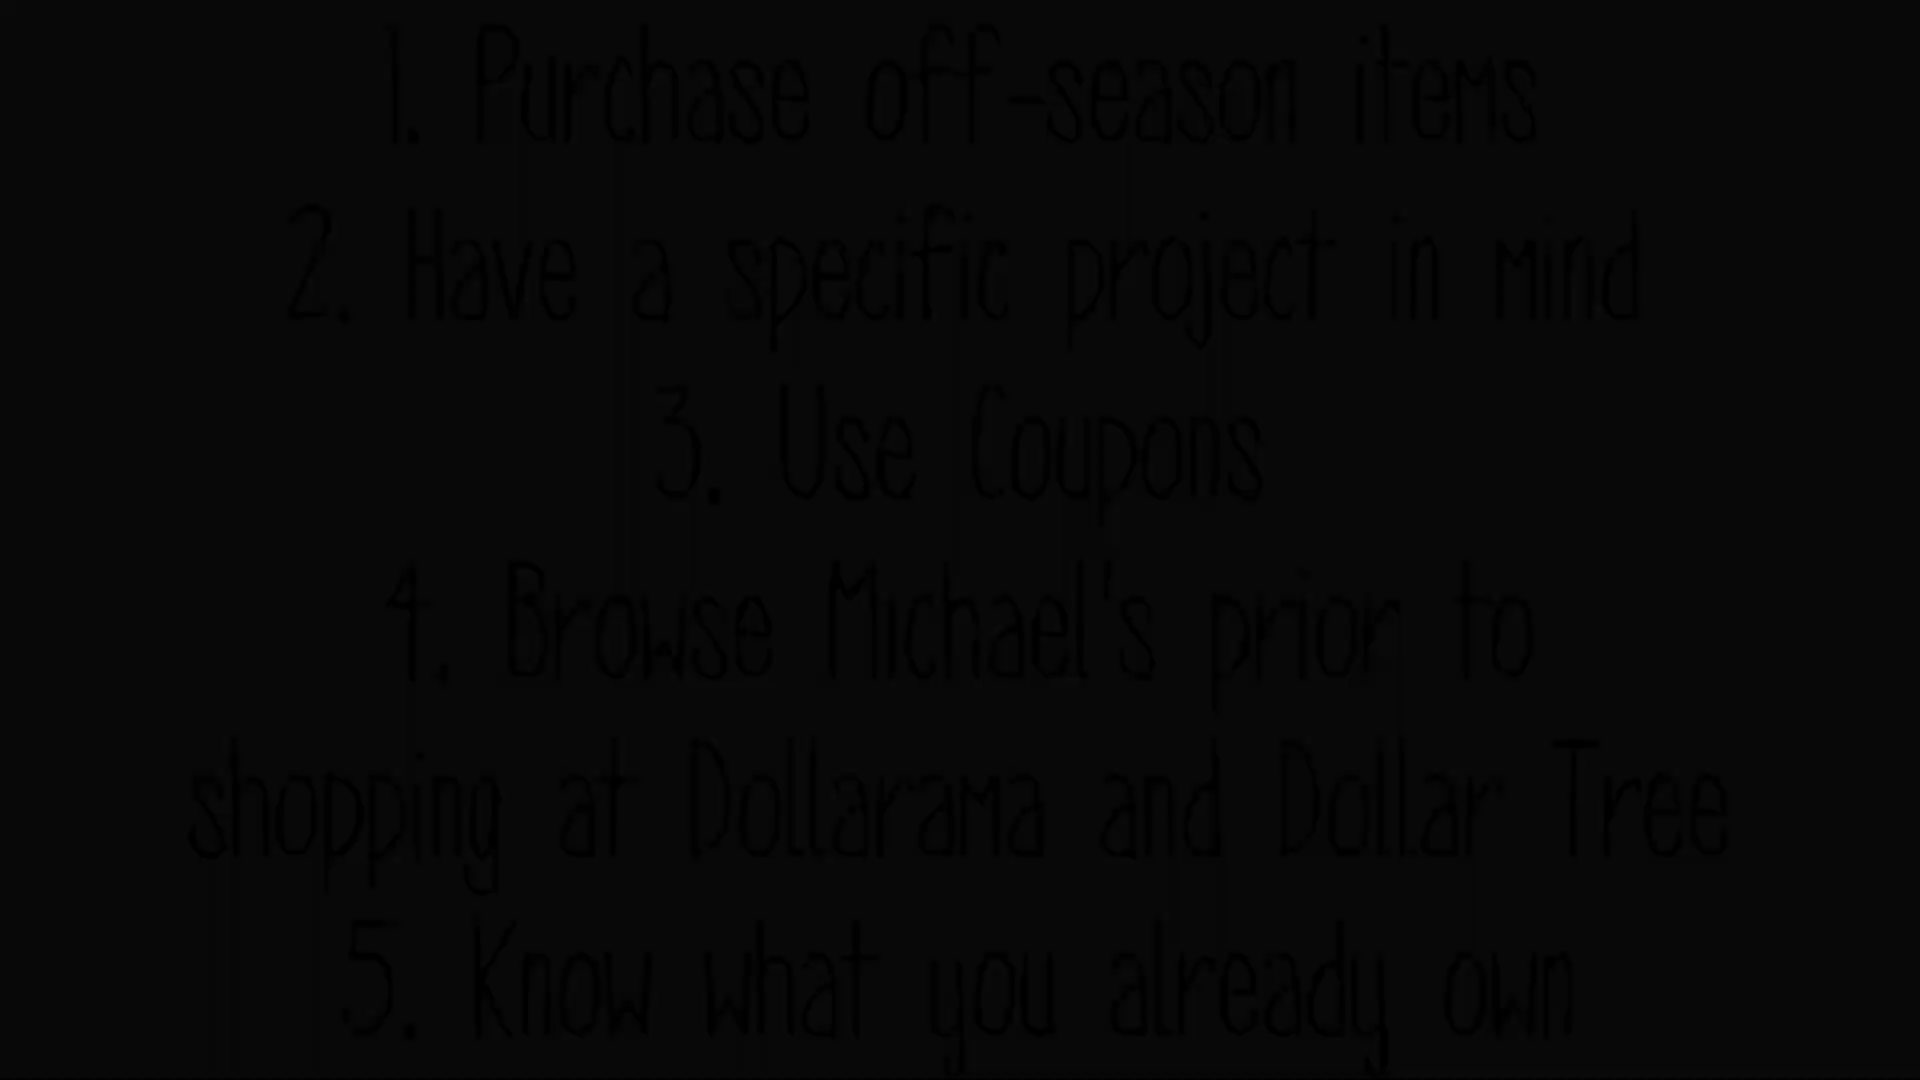 1. Purchase off-season items
2. Have a specific project in mind
3. Use Coupons
4. Browse Michael's prior to
shopping at Dollarama and Dollar Tree
5. Know what you already own